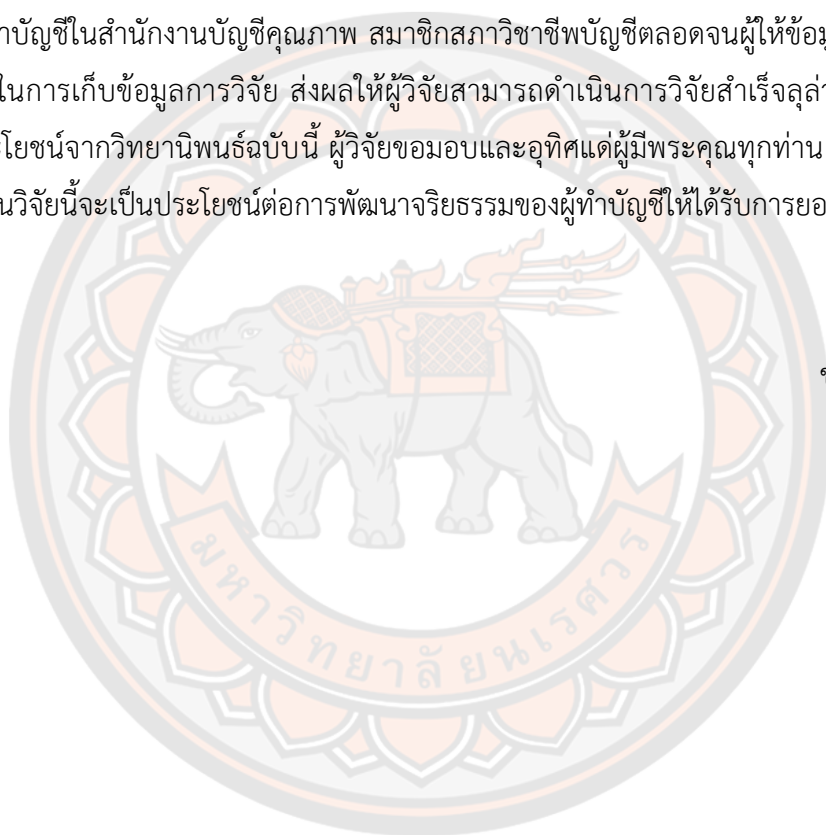 าบัญชีในสำนักงานบัญชีคุณภาพ สมาชิกสภาวิชาชีพบัญชีตลอดจนผู้ให้ข้อมู
ในการเก็บข้อมูลการวิจัย ส่งผลให้ผู้วิจัยสามารถดำเนินการวิจัยสำเร็จลุล่
ะโยชน์จากวิทยานิพนธ์ฉบับนี้ ผู้วิจัยขอมอบและอุทิศแด่ผู้มีพระคุณทุกท่าน
นวิจัยนี้จะเป็นประโยชน์ต่อการพัฒนาจริยธรรมของผู้ทำบัญชีให้ได้รับการยอ
มหาวิทยาลัยนเรศวร